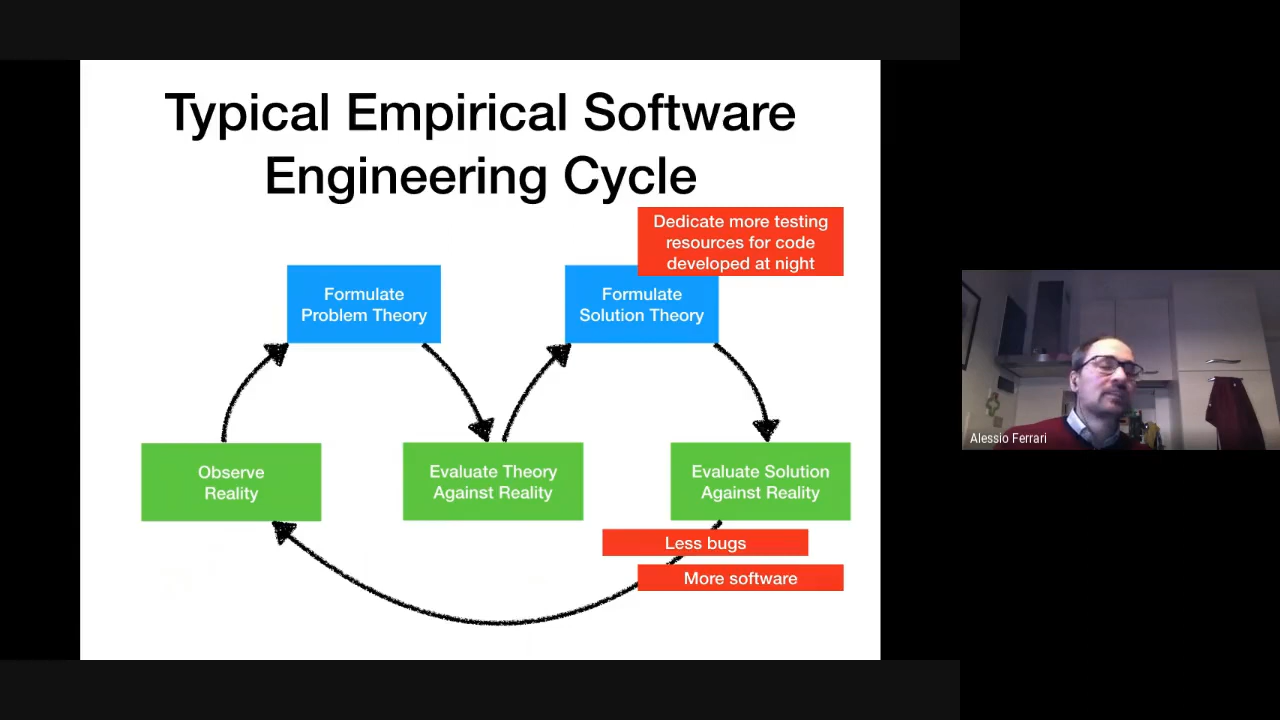 Typical Empirical Software
Engineering Cycle
Dedicate more testing
resources for code
developed at night
Formulate
Problem Theory
Formulate
Solution Theory
Observe
Reality
Evaluate Theory
Against Reality
Evaluate Solution
Against Reality
Less bugs
More software
Alessio Ferrari